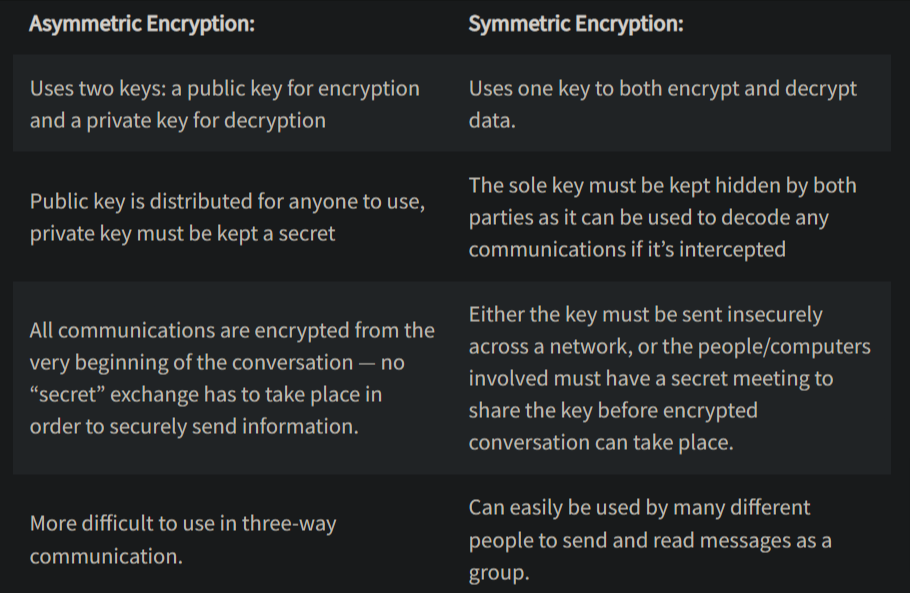 Asymmetric Encryption:
Symmetric Encryption:
Uses two keys: a public key for encryption
and a private key for decryption
Uses one key to both encrypt and decrypt
data.
Public key is distributed for anyone to use,
private key must be kept a secret
The sole key must be kept hidden by both
parties as it can be used to decode any
communications if it’s intercepted
All communications are encrypted from the
very beginning of the conversation — no
“secret” exchange has to take place in
order to securely send information.
Either the key must be sent insecurely
across a network, or the people/computers
involved must have a secret meeting to
share the key before encrypted
conversation can take place.
More difficult to use in three-way
communication.
Can easily be used by many different
people to send and read messages as a
group.